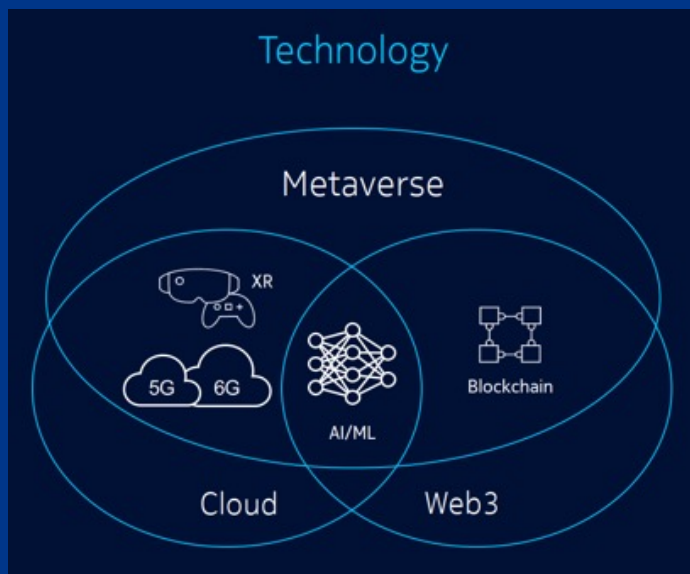 Technology
Metaverse
XR
5G 6G
AI/ML
Blockchain
Cloud
Web3